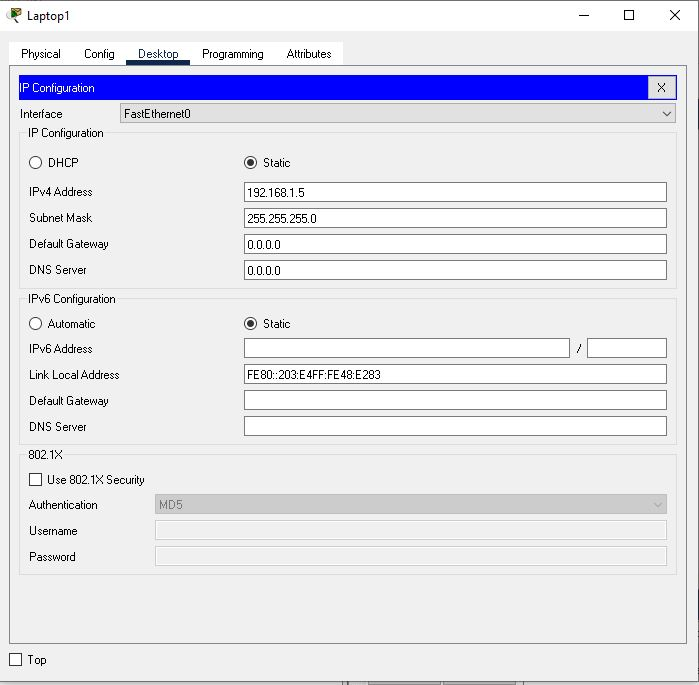 Laptop1
Physical Config Desktop Programming Attributes
IP Configuration X
Interface FastEthernet0
IP Configuration
DHCP Static
IPv4 Address 192.168.1.5
Subnet Mask 255.255.255.0
Default Gateway 0.0.0.0
DNS Server 0.0.0.0
IPv6 Configuration
Automatic Static
IPv6 Address /
Link Local Address FE80::203:E4FF:FE48:E283
Default Gateway
DNS Server
802.1X
Use 802.1X Security
Authentication MD5
Username
Password
Top